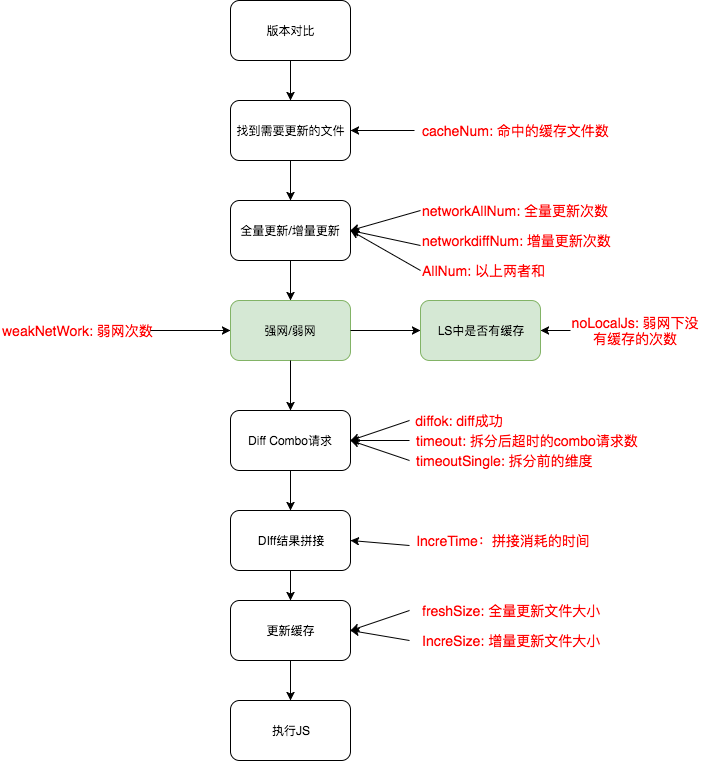 版本对比
找到需要更新的文件
cacheNum: 命中的缓存文件数
全量更新/增量更新
networkAllNum: 全量更新次数
networkdiffNum: 增量更新次数
AllNum: 以上两者和
weakNetWork: 弱网次数
强网/弱网
LS中是否有缓存
noLocalJs: 弱网下没
有缓存的次数
Diff Combo请求
diffok: diff成功
timeout: 拆分后超时的combo请求数
timeoutSingle: 拆分前的维度
DIff结果拼接
IncreTime：拼接消耗的时间
更新缓存
freshSize: 全量更新文件大小
IncreSize: 增量更新文件大小
执行JS